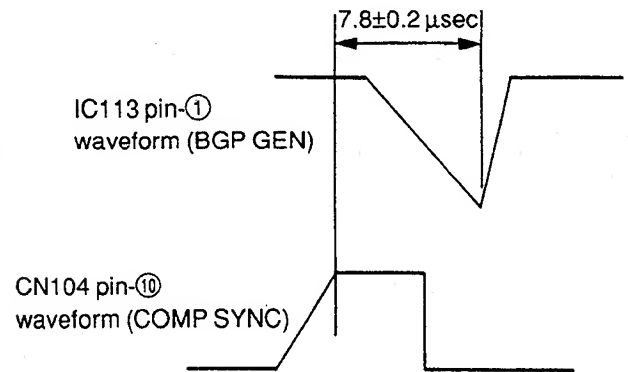 7.8±0.2 μsec
IC113 pin-①
waveform (BGP GEN)
CN104 pin-⑩
waveform (COMP SYNC)